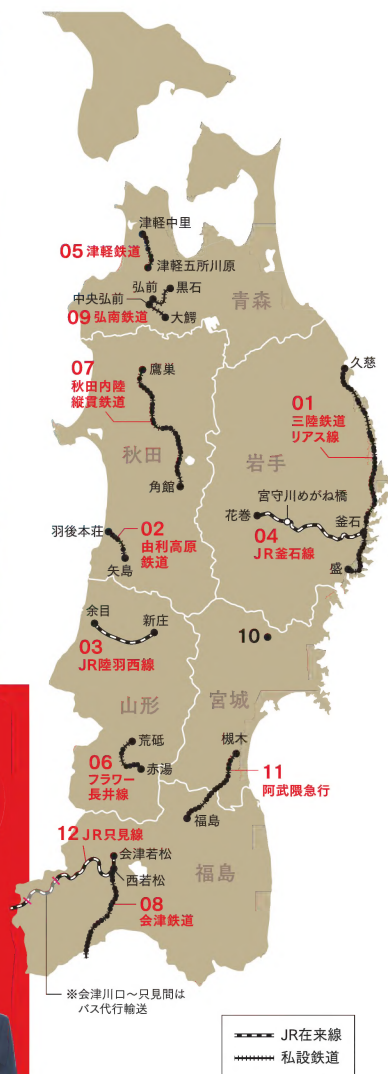 津軽中里
05 津軽鉄道
津軽五所川原
弘前
黒石
中央弘前
09 弘南鉄道
大鰐
青森
07
秋田内陸
縦貫鉄道
鷹巣
秋田
角館
久慈
01
三陸鉄道
リアス線
岩手
宮守川めがね橋
花巻
釜石
04
JR釜石線
盛
羽後本荘
02
由利高原
鉄道
矢島
余目
新庄
03
JR陸羽西線
10
山形
宮城
荒砥
06
フラワー
長井線
赤湯
槻木
11
阿武隈急行
福島
12 JR只見線
会津若松
西若松
福島
08
会津鉄道
※会津川口～只見間は
バス代行輸送
JR在来線
私設鉄道